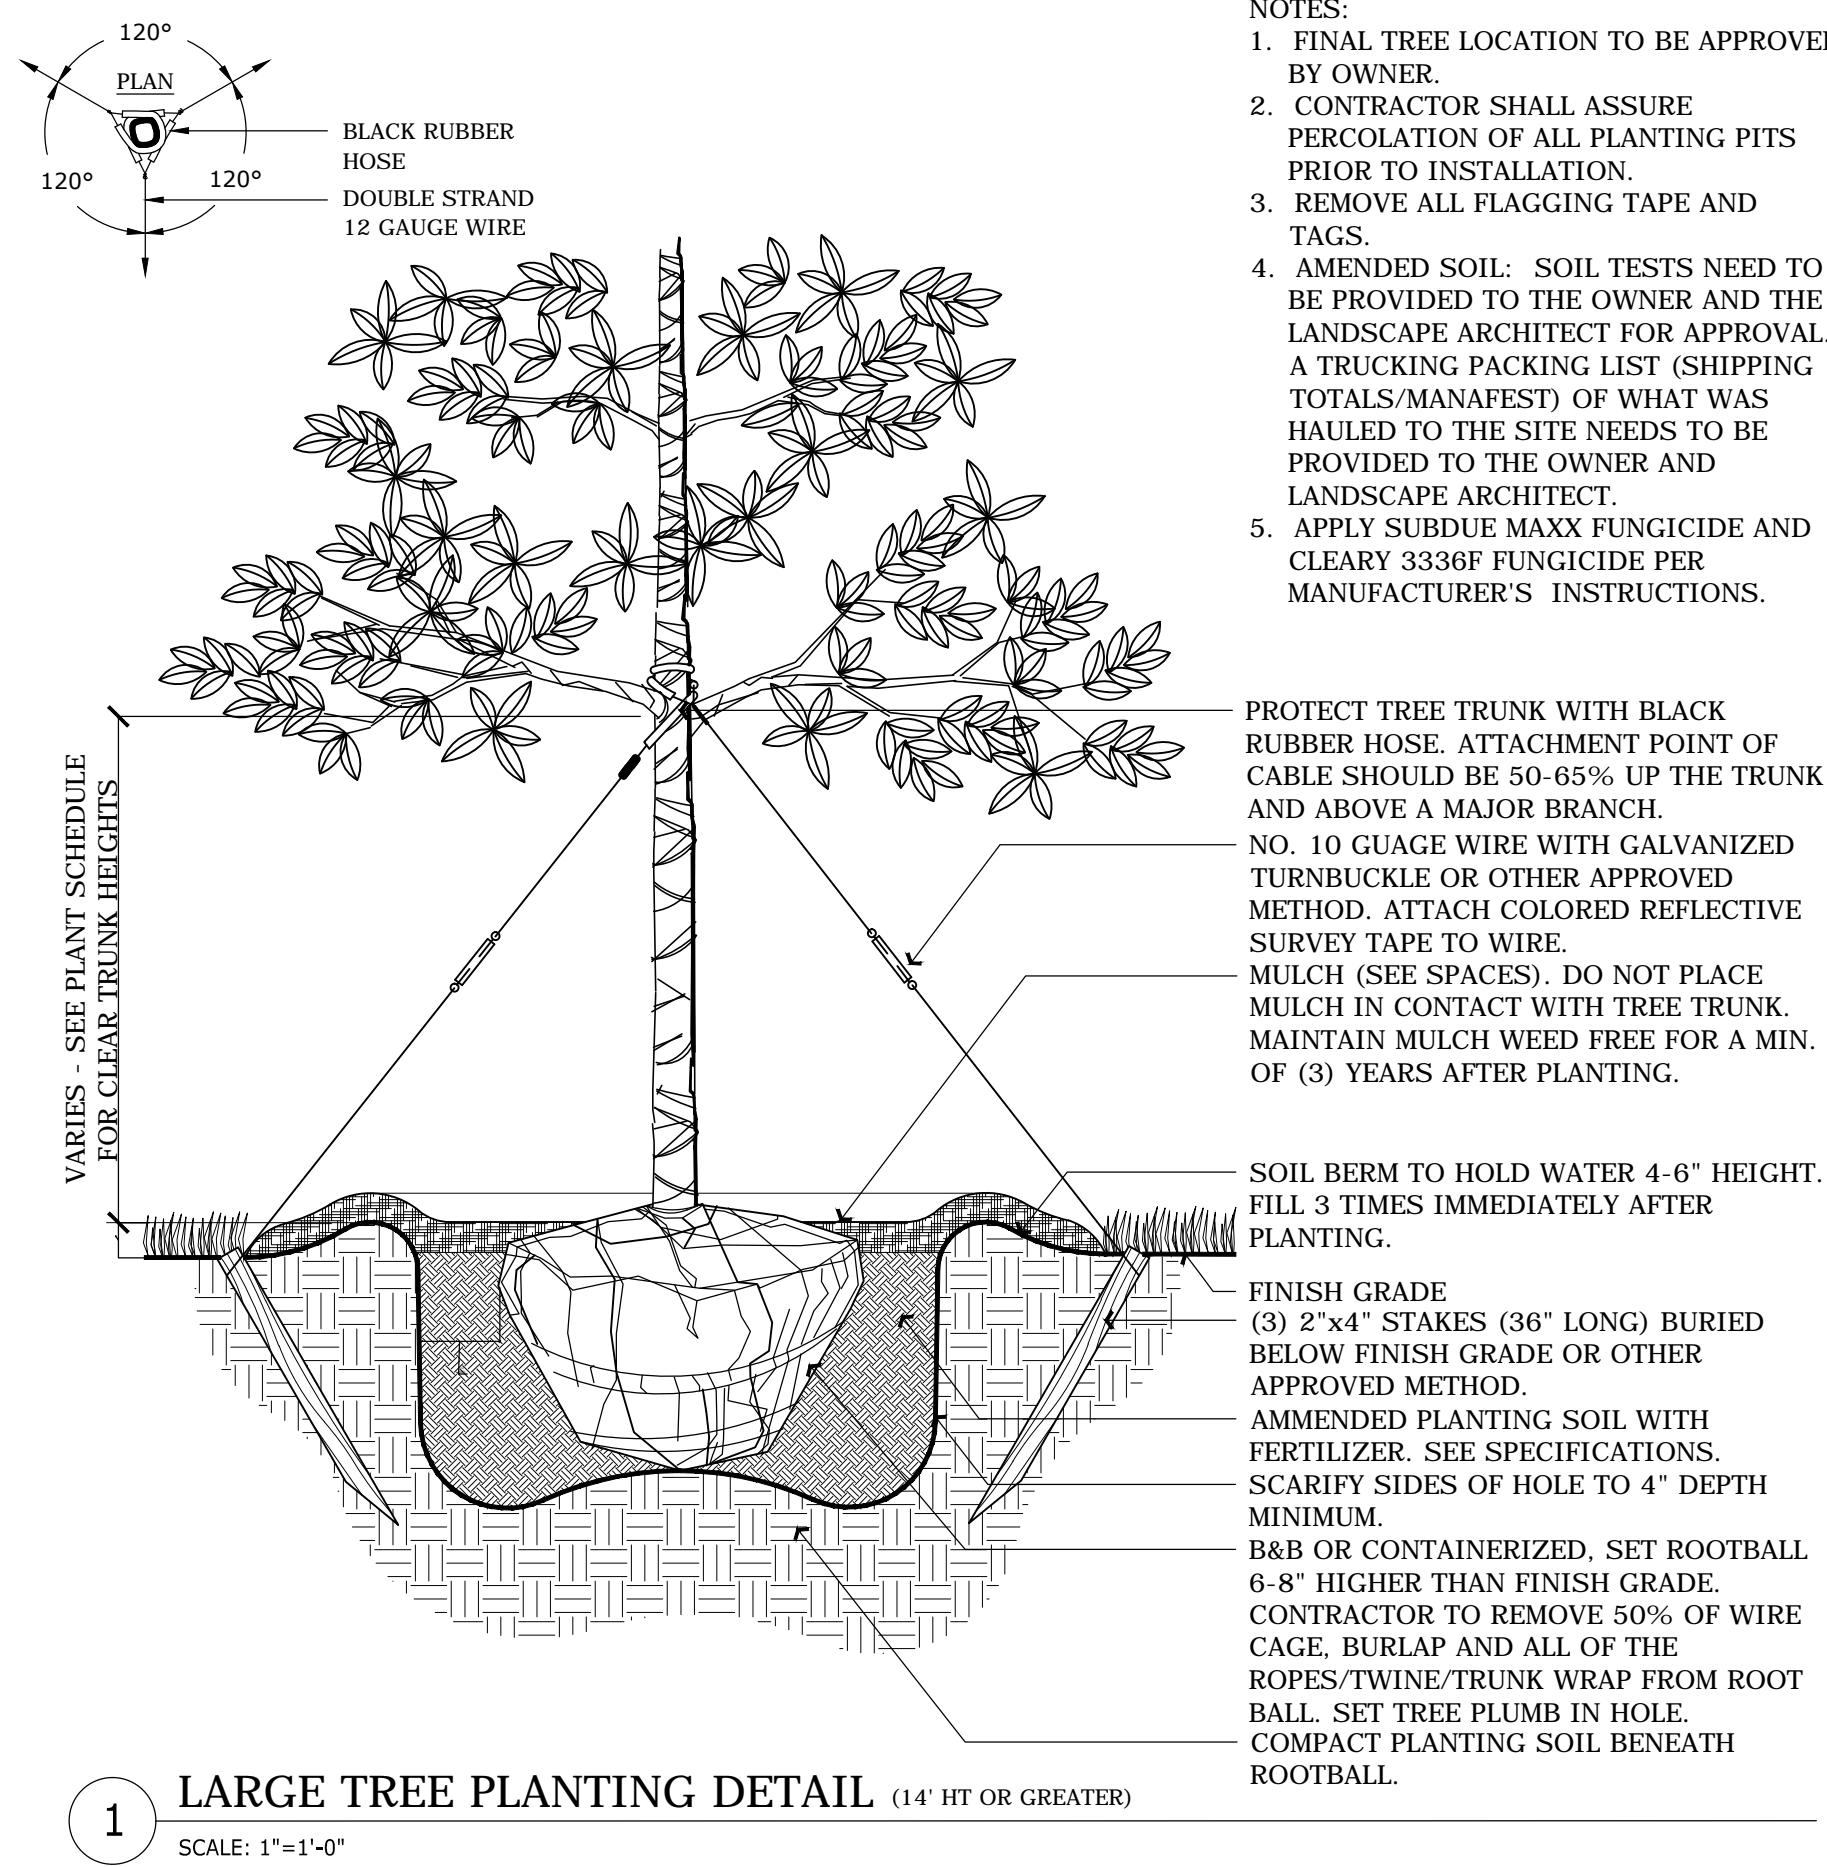 120°
PLAN
BLACK RUBBER
HOSE
120°
120°
DOUBLE STRAND
12 GAUGE WIRE
NOTES:
1. FINAL TREE LOCATION TO BE APPROVED
BY OWNER.
2. CONTRACTOR SHALL ASSURE
PERCOLATION OF ALL PLANTING PITS
PRIOR TO INSTALLATION.
3. REMOVE ALL FLAGGING TAPE AND
TAGS.
4. AMENDED SOIL: SOIL TESTS NEED TO
BE PROVIDED TO THE OWNER AND THE
LANDSCAPE ARCHITECT FOR APPROVAL.
A TRUCKING PACKING LIST (SHIPPING
TOTALS/MANAFEST) OF WHAT WAS
HAULED TO THE SITE NEEDS TO BE
PROVIDED TO THE OWNER AND
LANDSCAPE ARCHITECT.
5. APPLY SUBDUE MAXX FUNGICIDE AND
CLEARY 3336F FUNGICIDE PER
MANUFACTURER'S INSTRUCTIONS.
VARIES - SEE PLANT SCHEDULE
FOR CLEAR TRUNK HEIGHTS
PROTECT TREE TRUNK WITH BLACK
RUBBER HOSE. ATTACHMENT POINT OF
CABLE SHOULD BE 50-65% UP THE TRUNK
AND ABOVE A MAJOR BRANCH.
NO. 10 GUAGE WIRE WITH GALVANIZED
TURNBUCKLE OR OTHER APPROVED
METHOD. ATTACH COLORED REFLECTIVE
SURVEY TAPE TO WIRE.
MULCH (SEE SPACES). DO NOT PLACE
MULCH IN CONTACT WITH TREE TRUNK.
MAINTAIN MULCH WEED FREE FOR A MIN.
OF (3) YEARS AFTER PLANTING.
SOIL BERM TO HOLD WATER 4-6" HEIGHT.
FILL 3 TIMES IMMEDIATELY AFTER
PLANTING.
FINISH GRADE
(3) 2"x4" STAKES (36" LONG) BURIED
BELOW FINISH GRADE OR OTHER
APPROVED METHOD.
AMMENDED PLANTING SOIL WITH
FERTILIZER. SEE SPECIFICATIONS.
SCARIFY SIDES OF HOLE TO 4" DEPTH
MINIMUM.
B&B OR CONTAINERIZED, SET ROOTBALL
6-8" HIGHER THAN FINISH GRADE.
CONTRACTOR TO REMOVE 50% OF WIRE
CAGE, BURLAP AND ALL OF THE
ROPES/TWINE/TRUNK WRAP FROM ROOT
BALL. SET TREE PLUMB IN HOLE.
COMPACT PLANTING SOIL BENEATH
ROOTBALL.
1
LARGE TREE PLANTING DETAIL (14' HT OR GREATER)
SCALE: 1"=1'-0"